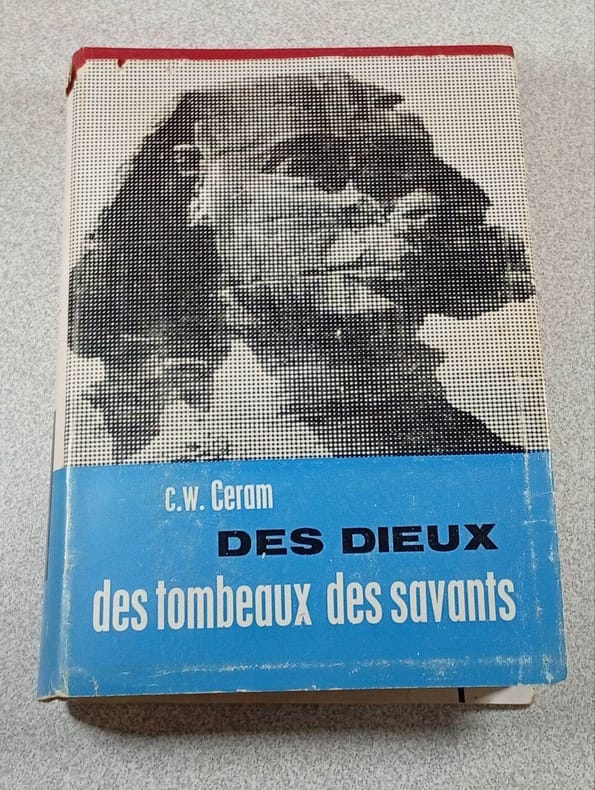 c.w. Ceram
DES DIEUX
des tombeaux des savants